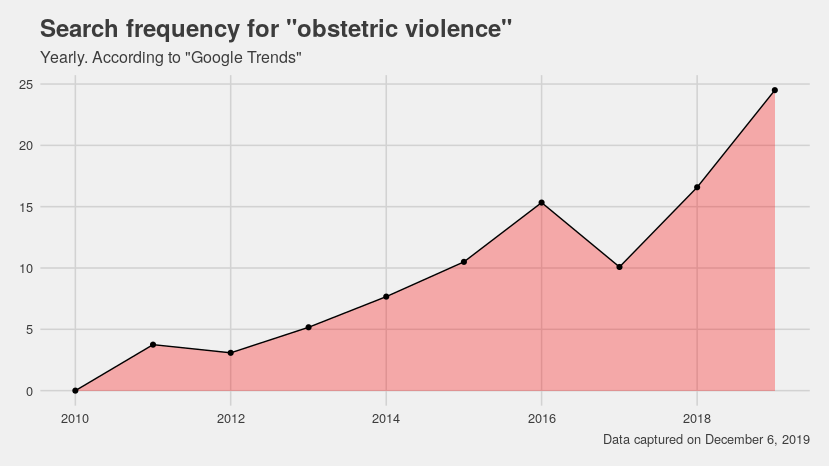 Search frequency for "obstetric violence"
Yearly. According to "Google Trends"
25
20
15
10
5
0
2010 2012 2014 2016 2018
Data captured on December 6, 2019